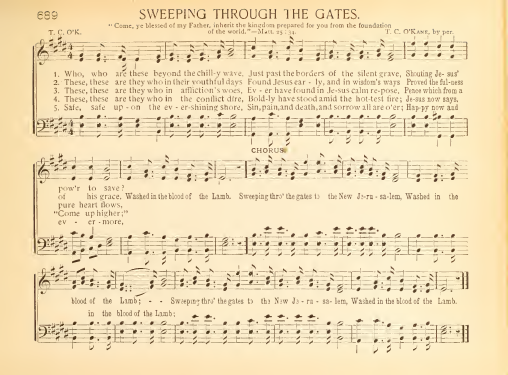 689
SWEEPING THROUGH THE GATES.
"Come, ye blessed of my Father, inherit the kingdom prepared for you from the foundation
of the world."—Matt. 25: 34.
T. C. O'K.
T. C. O'KANE, by per.
1. Who, who are these beyond the chill-y wave, Just past the borders of the silent grave, Shouting Je-sus'
2. These, these are they who in their youthful days Found Jesus ear - ly, and in wisdom's ways Proved the ful-ness
3. These, these are they who in affliction's woes, Ev - er have found in Jesus calm repose, Peace which from a
4. These, these are they who in the conflict dire, Bold-ly have stood amid the hot-test fire; Je-sus now says,
5. Safe, safe up - on the ev - er-shining shore, Sin, pain, and death, and sorrow all are o'er; Hap-py now and
CHORUS.
pow'r to save?
of his grace. Washed in the blood of the Lamb. Sweeping thro' the gates to the New Je - ru - sa-lem, Washed in the
pure heart flows,
"Come up higher;"
ev - er - more,
blood of the Lamb; - - Sweeping thro' the gates to the New Je - ru - sa - lem, Washed in the blood of the Lamb.
in the blood of the Lamb;